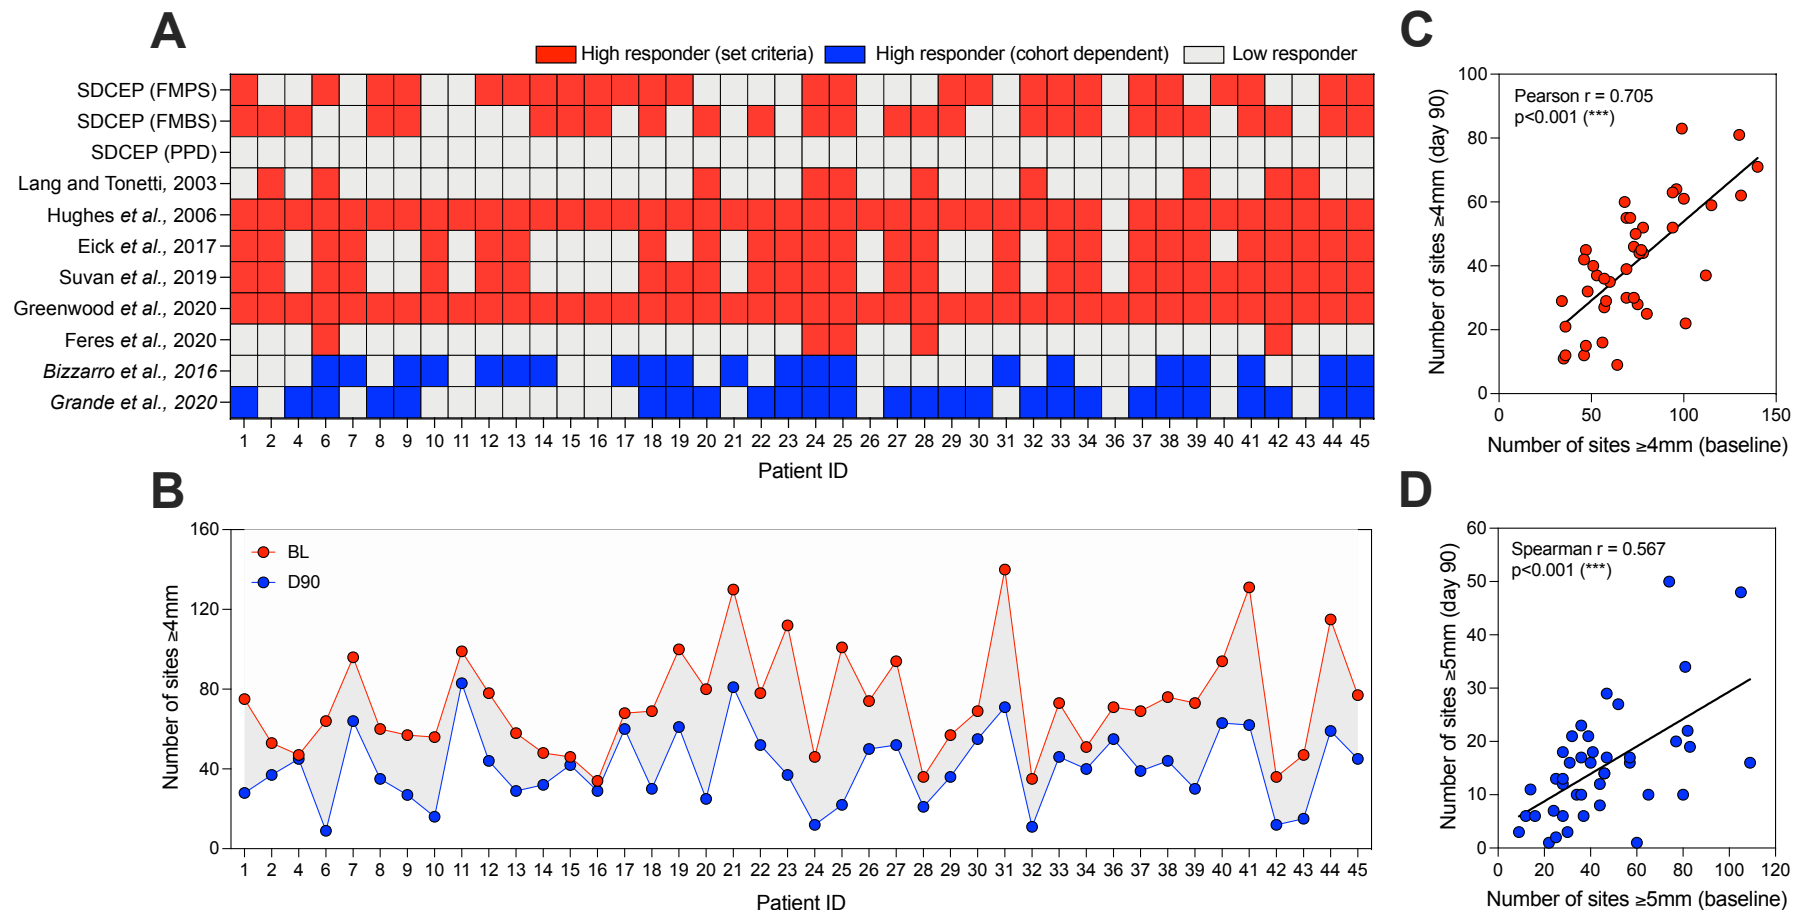 A
High responder (set criteria) High responder (cohort dependent) Low responder
SDCEP (FMPS)
SDCEP (FMBS)
SDCEP (PPD)
Lang and Tonetti, 2003
Hughes et al., 2006
Eick et al., 2017
Suvan et al., 2019
Greenwood et al., 2020
Feres et al., 2020
Bizzarro et al., 2016
Grande et al., 2020
1 2 4 6 7 8 9 10 11 12 13 14 15 16 17 18 19 20 21 22 23 24 25 26 27 28 29 30 31 32 33 34 36 37 38 39 40 41 42 43 44 45
Patient ID
B
Number of sites ≥4mm
160
120
80
40
0
BL
D90
1 2 4 6 7 8 9 10 11 12 13 14 15 16 17 18 19 20 21 22 23 24 25 26 27 28 29 30 31 32 33 34 36 37 38 39 40 41 42 43 44 45
Patient ID
C
Number of sites ≥4mm (day 90)
100
80
60
40
20
0
Pearson r = 0.705
p<0.001 (***)
0 50 100 150
Number of sites ≥4mm (baseline)
D
Number of sites ≥5mm (day 90)
60
50
40
30
20
10
0
Spearman r = 0.567
p<0.001 (***)
0 20 40 60 80 100 120
Number of sites ≥5mm (baseline)